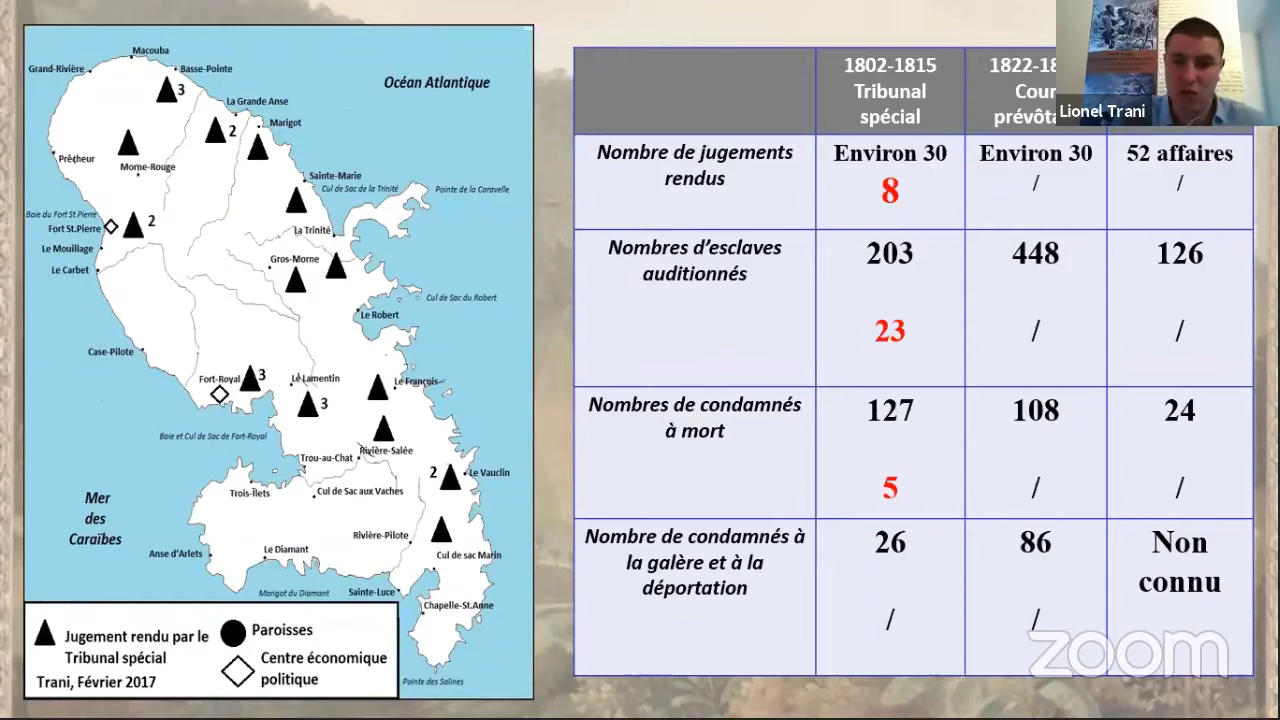 Macouba
Grand-Rivière
Basse-Pointe
Océan Atlantique
3
La Grande Anse
2
Marigot
Prêcheur
Morne-Rouge
Sainte-Marie
Cul de Sac de la Trinité
Pointe de la Caravelle
Baie du Fort St.Pierre
2
Fort St.Pierre
La Trinité
Le Mouillage
Gros-Morne
Le Carbet
Cul de Sac du Robert
Le Robert
Case-Pilote
Fort-Royal
3
Le Lamentin
Le François
3
Baie et Cul de Sac de Fort-Royal
Rivière-Salée
Trou-au-Chat
2
Le Vauclin
Trois-Îlets
Cul de Sac aux Vaches
Mer
des
Caraïbes
Rivière-Pilote
Anse d'Arlets
Le Diamant
Cul de sac Marin
Marigot du Diamant
Sainte-Luce
Chapelle-St.Anne
Pointe des Salines
Jugement rendu par le
Tribunal spécial
Paroisses
Centre économique
politique
Trani, Février 2017
1802-1815
Tribunal
spécial
Cour
Lionel Trani
Nombre de jugements
rendus
Environ 30
8
Environ 30
/
52 affaires
/
Nombres d'esclaves
auditionnés
203
23
448
/
126
/
Nombres de condamnés
à mort
127
5
108
/
24
/
Nombre de condamnés à
la galère et à la
déportation
26
/
86
/
Non
connu
zoom